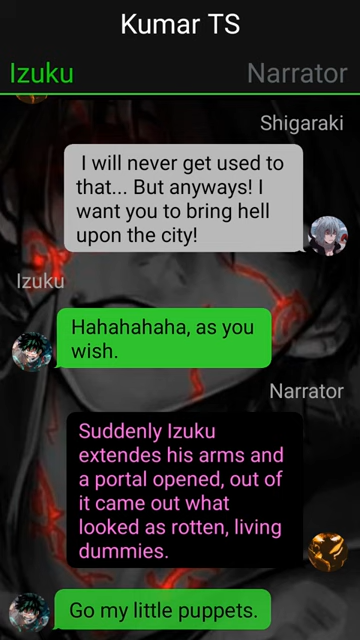 Kumar TS
Izuku
Narrator
Shigaraki
I will never get used to
that... But anyways! I
want you to bring hell
upon the city!
Izuku
Hahahahaha, as you
wish.
Narrator
Suddenly Izuku
extendes his arms and
a portal opened, out of
it came out what
looked as rotten, living
dummies.
Go my little puppets.